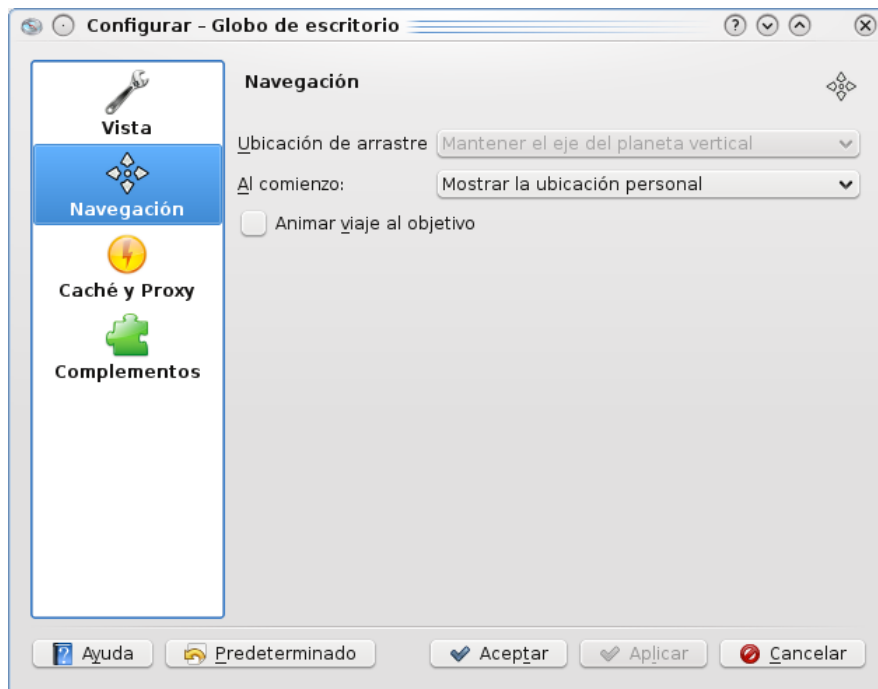 Configurar – Globo de escritorio
Vista
Navegación
Caché y Proxy
Complementos
Navegación
Ubicación de arrastre Mantener el eje del planeta vertical
Al comienzo: Mostrar la ubicación personal
Animar viaje al objetivo
Ayuda Predeterminado Aceptar Aplicar Cancelar